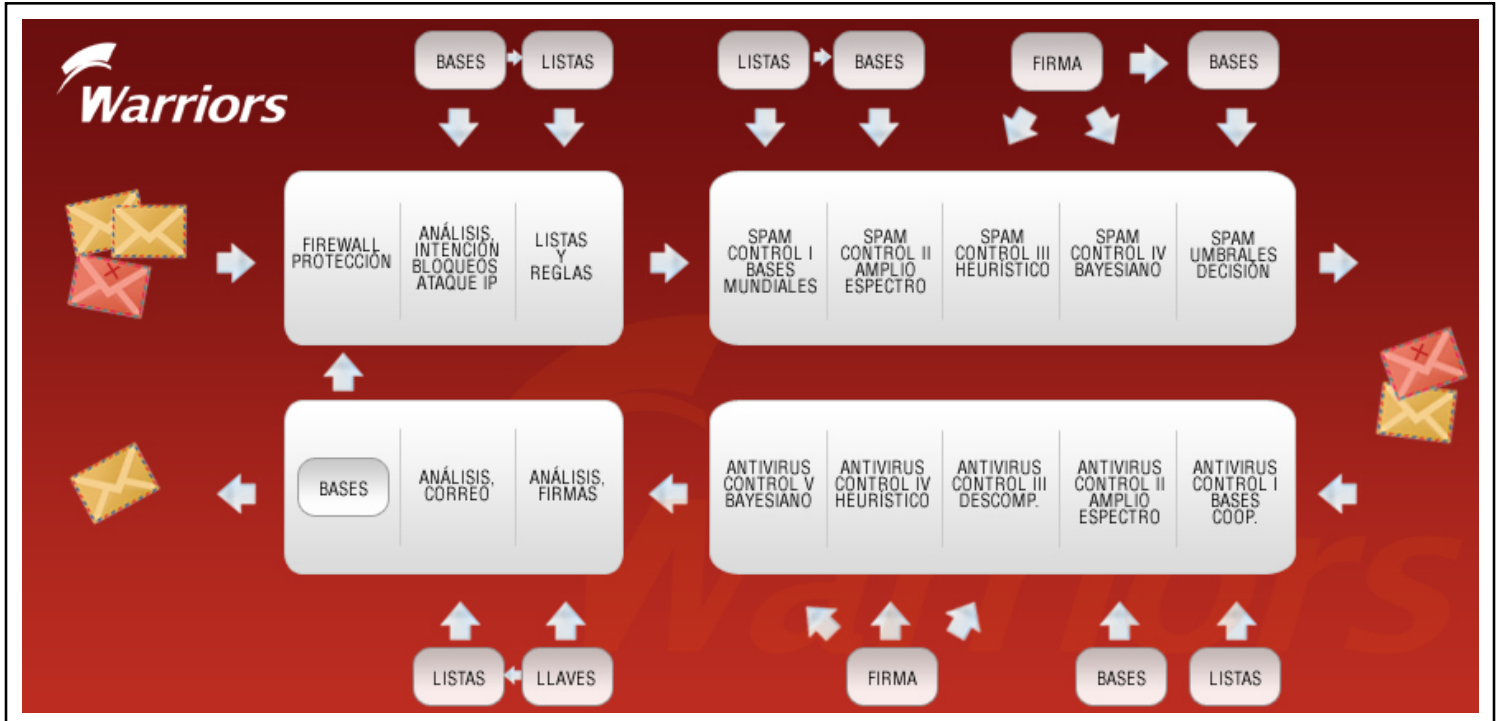 Warriors
BASES
LISTAS
LISTAS
BASES
FIRMA
BASES
FIREWALL
PROTECCIÓN
ANÁLISIS,
INTENCIÓN
BLOQUEOS
ATAQUE IP
LISTAS
Y
REGLAS
SPAM
CONTROL I
BASES
MUNDIALES
SPAM
CONTROL II
AMPLIO
ESPECTRO
SPAM
CONTROL III
HEURÍSTICO
SPAM
CONTROL IV
BAYESIANO
SPAM
UMBRALES
DECISIÓN
BASES
ANÁLISIS,
CORREO
ANÁLISIS,
FIRMAS
ANTIVIRUS
CONTROL V
BAYESIANO
ANTIVIRUS
CONTROL IV
HEURÍSTICO
ANTIVIRUS
CONTROL III
DESCOMP.
ANTIVIRUS
CONTROL II
AMPLIO
ESPECTRO
ANTIVIRUS
CONTROL I
BASES
COOP.
LISTAS
LLAVES
FIRMA
BASES
LISTAS
Warriors